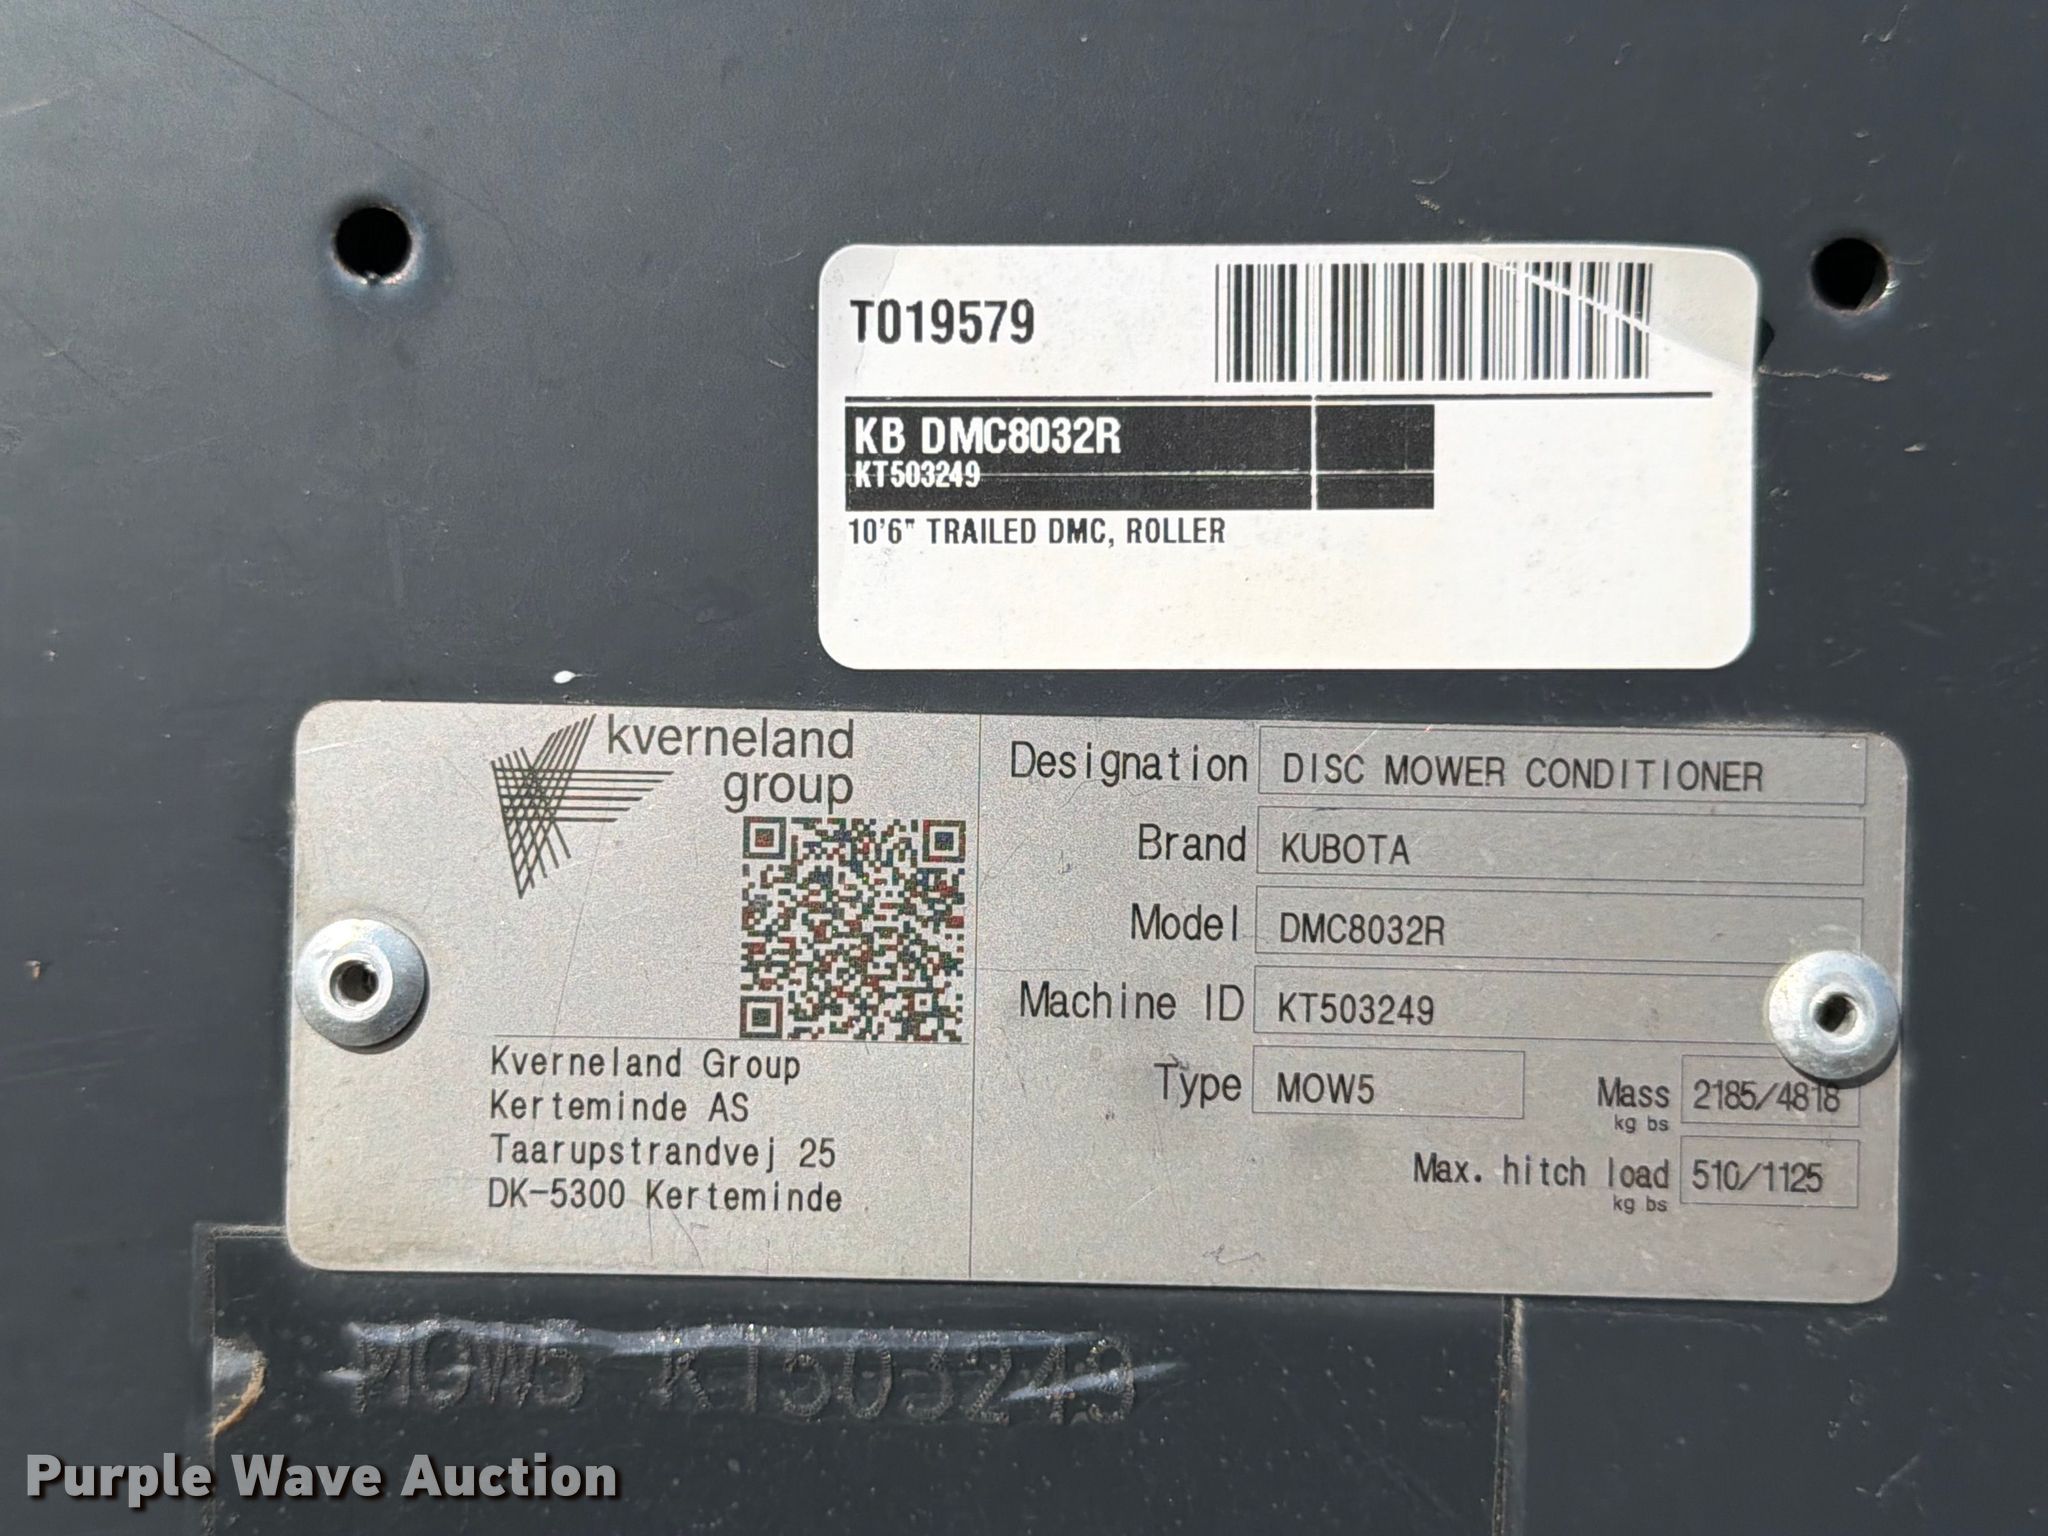 T019579
KB DMC8032R
KT503249
10'6" TRAILED DMC, ROLLER
kverneland
group
Kverneland Group
Kerteminde AS
Taarupstrandvej 25
DK-5300 Kerteminde
Designation DISC MOWER CONDITIONER
Brand KUBOTA
Model DMC8032R
Machine ID KT503249
Type MOW5
Mass 2185/4818
kg bs
Max. hitch load 510/1125
kg bs
MOW5 KT503249
Purple Wave Auction